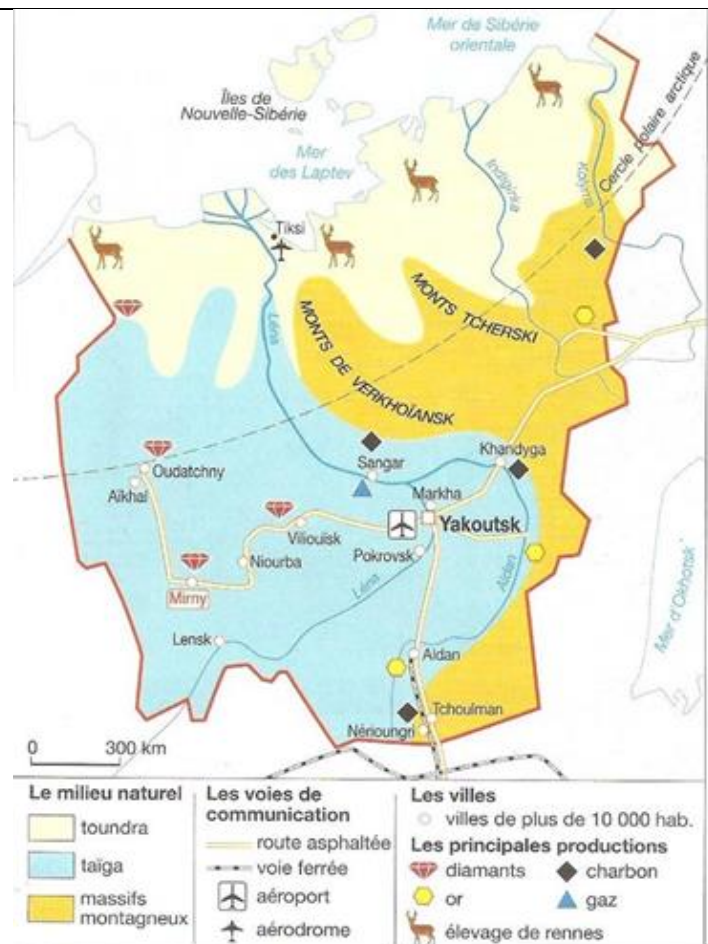 Mer de Sibérie
orientale
Îles de
Nouvelle-Sibérie
Mer
des Laptev
Cercle polaire arctique
Indigirka
Kolyma
Tiksi
Léna
MONTS TCHERSKI
MONTS DE VERKHOÏANSK
Oudatchny
Aikhal
Sangar
Khandyga
Markha
Viliouïsk
Yakoutsk
Niourba
Pokrovsk
Mirny
Léna
Aldan
Mer d'Okhotsk
Lensk
Aldan
Tchoulman
Nérioungri
0 300 km
Le milieu naturel
toundra
taïga
massifs
montagneux
Les voies de
communication
route asphaltée
voie ferrée
aéroport
aérodrome
Les villes
villes de plus de 10 000 hab.
Les principales productions
diamants
charbon
or
gaz
élevage de rennes